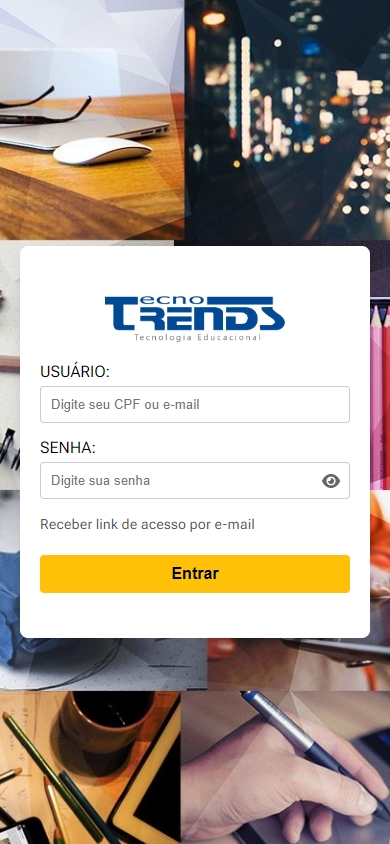 Tecno
TRENDS
Tecnologia Educacional
USUÁRIO:
Digite seu CPF ou e-mail
SENHA:
Digite sua senha
Receber link de acesso por e-mail
Entrar